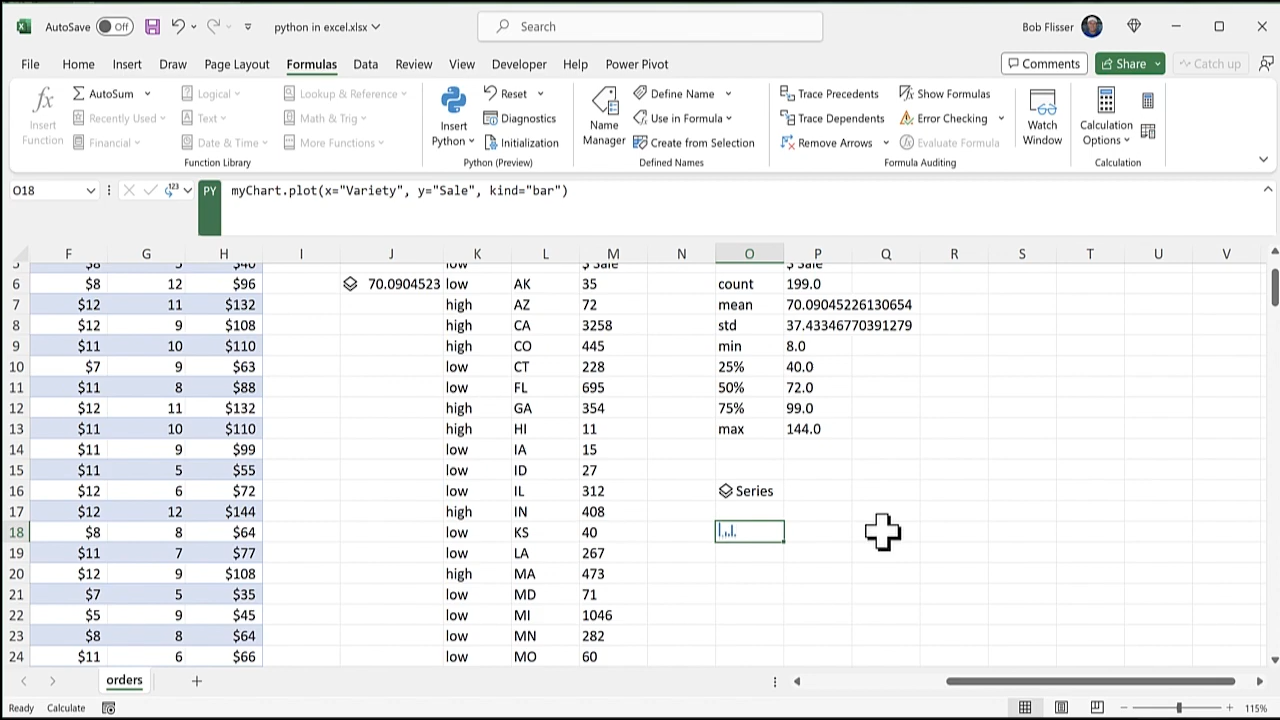 AutoSave Off python in excel.xlsx Search Bob Flisser
File Home Insert Draw Page Layout Formulas Data Review View Developer Help Power Pivot Comments Share Catch up
fx Insert Function
AutoSum
Recently Used
Financial
Logical
Text
Date & Time
Lookup & Reference
Math & Trig
More Functions
Function Library
Insert Python
Reset
Diagnostics
Initialization
Python (Preview)
Name Manager
Define Name
Use in Formula
Create from Selection
Defined Names
Trace Precedents
Trace Dependents
Remove Arrows
Show Formulas
Error Checking
Evaluate Formula
Formula Auditing
Watch Window
Calculation Options
Calculation
O18 123 PY myChart.plot(x="Variety", y="Sale", kind="bar")
F G H I J K L M N O P Q R S T U V
5 $8 5 $40 low $ Sale $ Sale
6 $8 12 $96 70.0904523 low AK 35 count 199.0
7 $12 11 $132 high AZ 72 mean 70.09045226130654
8 $12 9 $108 high CA 3258 std 37.43346770391279
9 $11 10 $110 high CO 445 min 8.0
10 $7 9 $63 low CT 228 25% 40.0
11 $11 8 $88 low FL 695 50% 72.0
12 $12 11 $132 high GA 354 75% 99.0
13 $11 10 $110 high HI 11 max 144.0
14 $11 9 $99 low IA 15
15 $11 5 $55 low ID 27
16 $12 6 $72 low IL 312 Series
17 $12 12 $144 high IN 408
18 $8 8 $64 low KS 40
19 $11 7 $77 low LA 267
20 $12 9 $108 high MA 473
21 $7 5 $35 low MD 71
22 $5 9 $45 low MI 1046
23 $8 8 $64 low MN 282
24 $11 6 $66 low MO 60
orders
Ready Calculate 115%